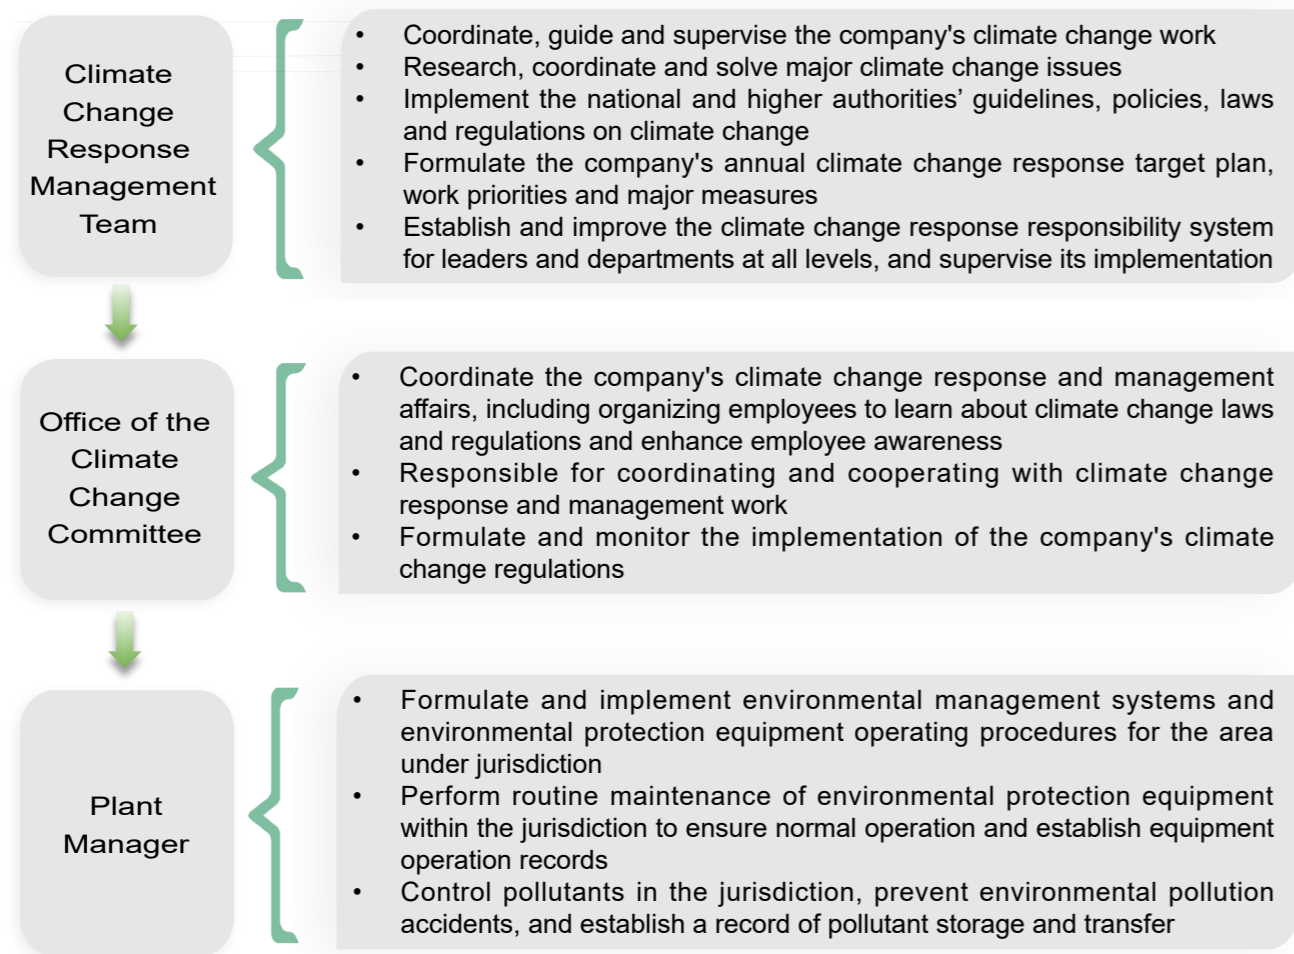 Climate
Change
Response
Management
Team
• Coordinate, guide and supervise the company's climate change work
• Research, coordinate and solve major climate change issues
• Implement the national and higher authorities’ guidelines, policies, laws
and regulations on climate change
• Formulate the company's annual climate change response target plan,
work priorities and major measures
• Establish and improve the climate change response responsibility system
for leaders and departments at all levels, and supervise its implementation
Office of the
Climate
Change
Committee
• Coordinate the company's climate change response and management
affairs, including organizing employees to learn about climate change laws
and regulations and enhance employee awareness
• Responsible for coordinating and cooperating with climate change
response and management work
• Formulate and monitor the implementation of the company's climate
change regulations
Plant
Manager
• Formulate and implement environmental management systems and
environmental protection equipment operating procedures for the area
under jurisdiction
• Perform routine maintenance of environmental protection equipment
within the jurisdiction to ensure normal operation and establish equipment
operation records
• Control pollutants in the jurisdiction, prevent environmental pollution
accidents, and establish a record of pollutant storage and transfer